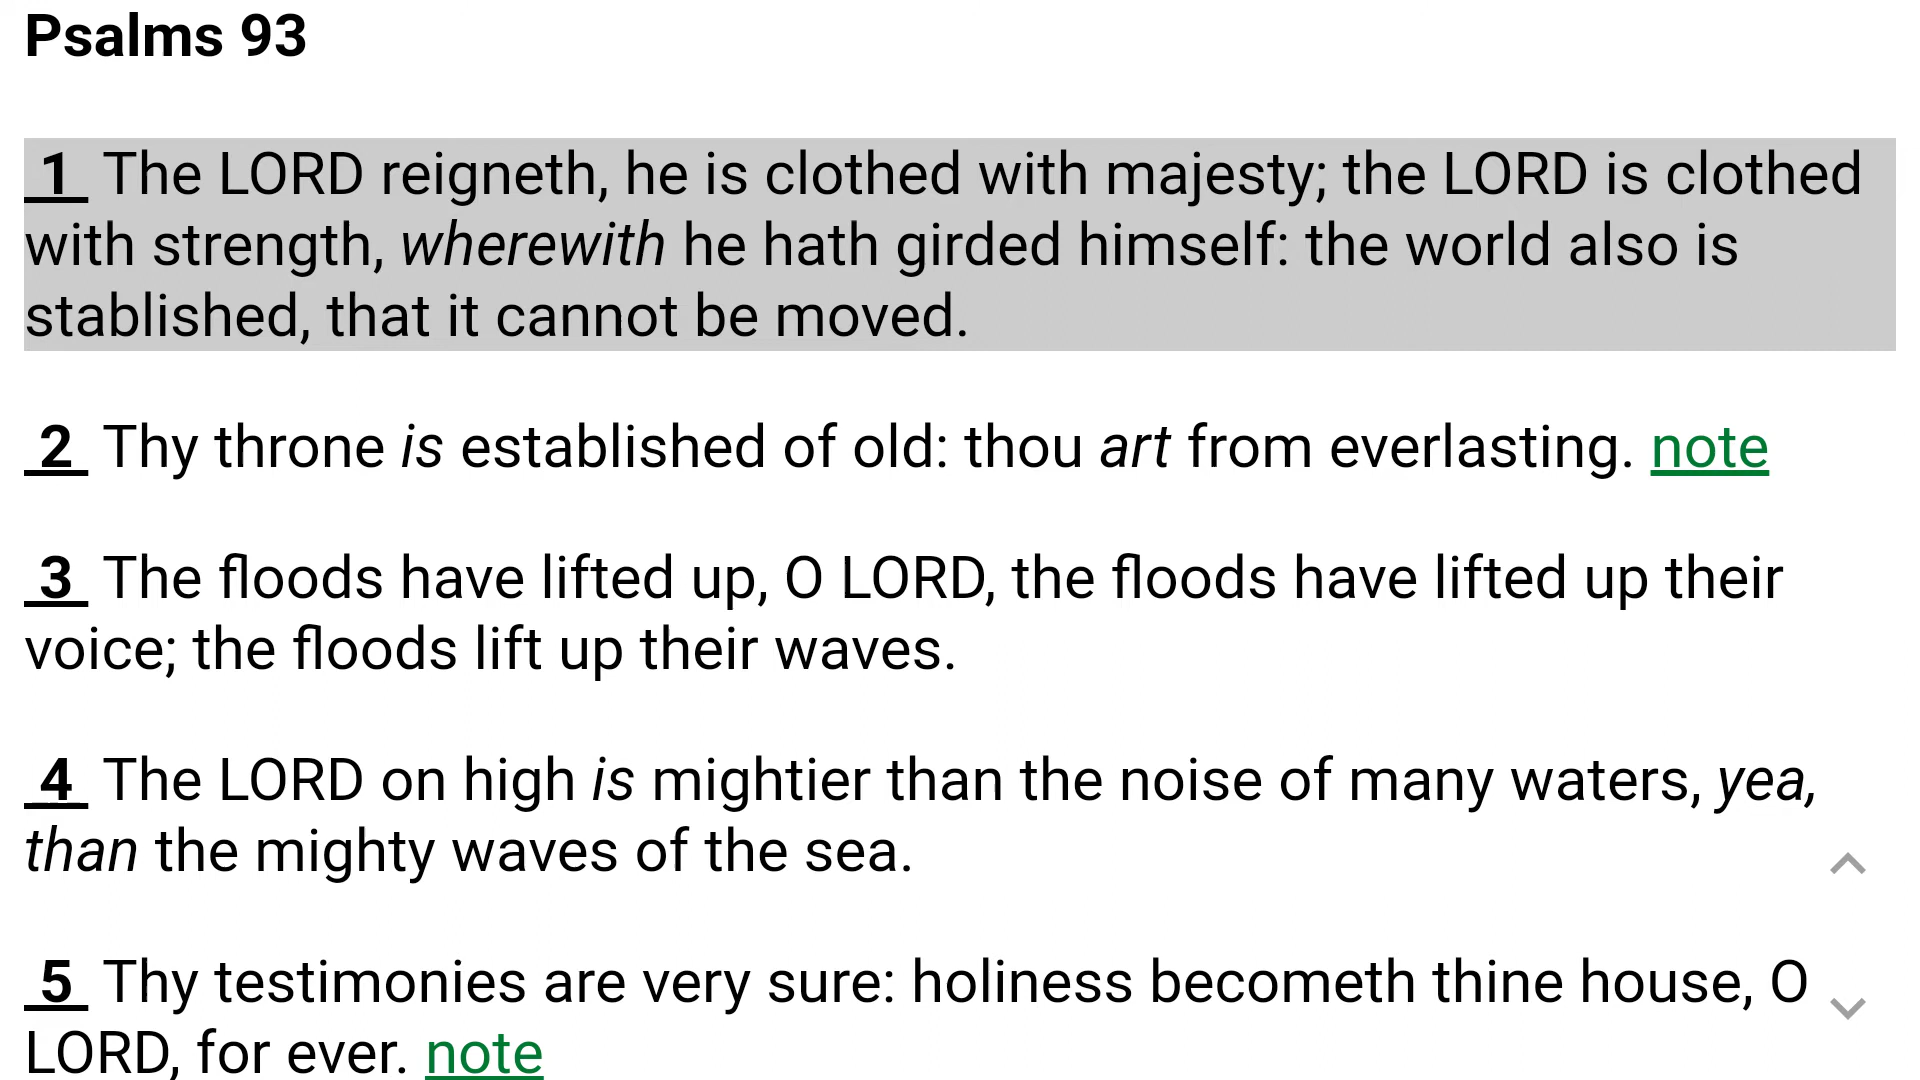 Psalms 93
1 The LORD reigneth, he is clothed with majesty; the LORD is clothed
with strength, wherewith he hath girded himself: the world also is
stablished, that it cannot be moved.
2 Thy throne is established of old: thou art from everlasting. note
3 The floods have lifted up, O LORD, the floods have lifted up their
voice; the floods lift up their waves.
4 The LORD on high is mightier than the noise of many waters, yea,
than the mighty waves of the sea.
5 Thy testimonies are very sure: holiness becometh thine house, O
LORD, for ever. note